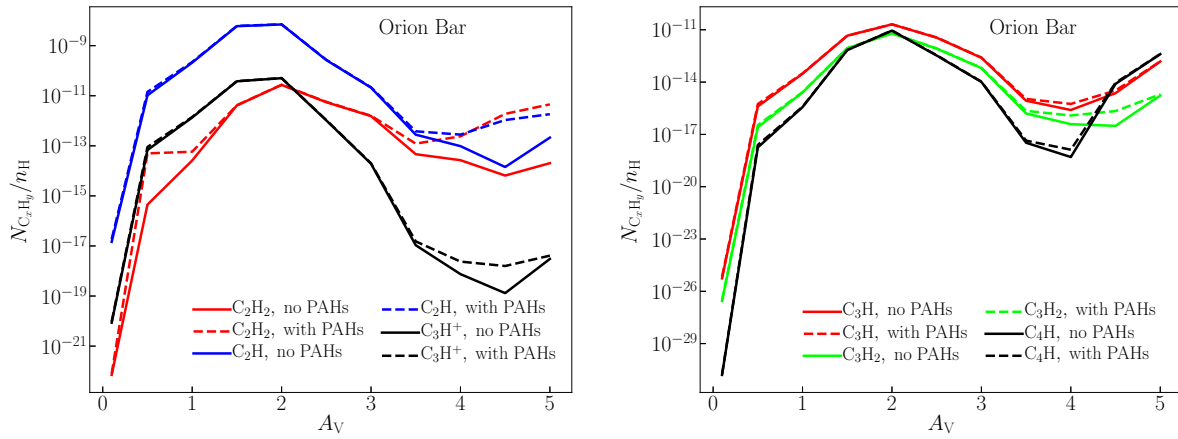 Orion Bar
10⁻⁹
10⁻¹¹
10⁻¹³
10⁻¹⁵
10⁻¹⁷
10⁻¹⁹
10⁻²¹
N_{C_xH_y}/n_H
C₂H₂, no PAHs
C₂H₂, with PAHs
C₂H, no PAHs
C₂H, with PAHs
C₃H⁺, no PAHs
C₃H⁺, with PAHs
0 1 2 3 4 5
A_V
Orion Bar
10⁻¹¹
10⁻¹⁴
10⁻¹⁷
10⁻²⁰
10⁻²³
10⁻²⁶
10⁻²⁹
N_{C_xH_y}/n_H
C₃H, no PAHs
C₃H, with PAHs
C₃H₂, no PAHs
C₃H₂, with PAHs
C₄H, no PAHs
C₄H, with PAHs
0 1 2 3 4 5
A_V